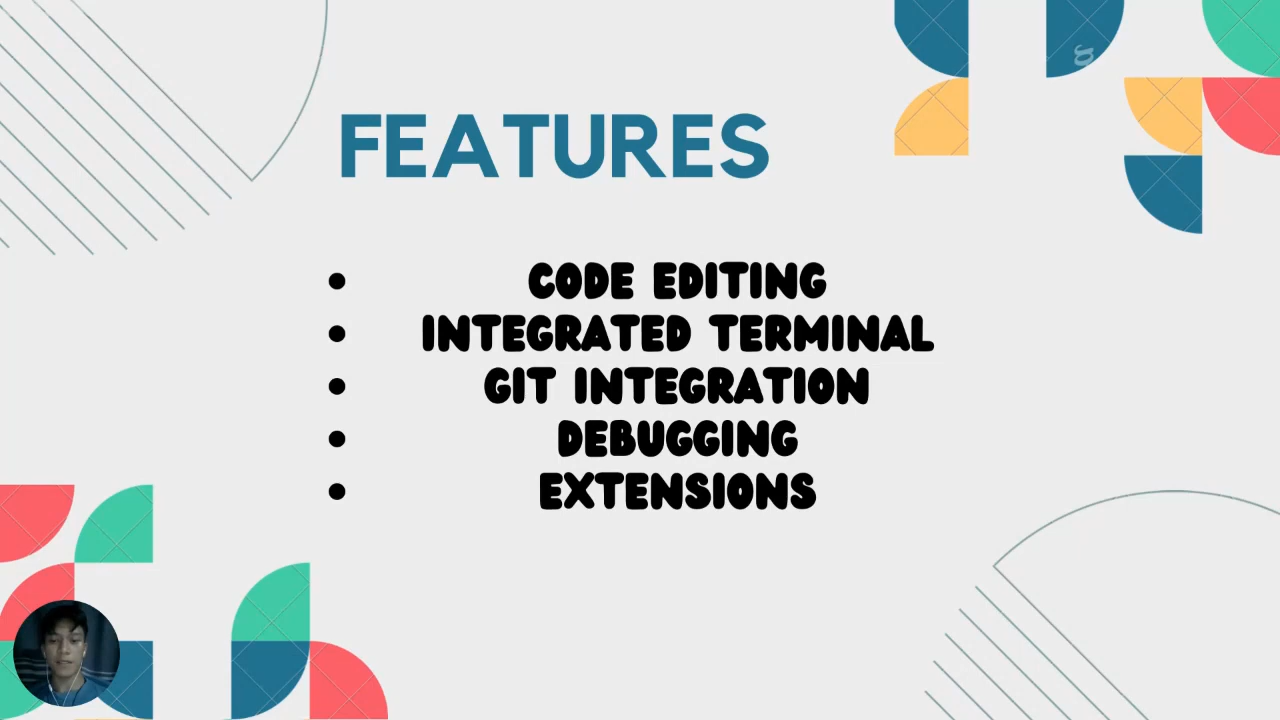 FEATURES
• CODE EDITING
• INTEGRATED TERMINAL
• GIT INTEGRATION
• DEBUGGING
• EXTENSIONS